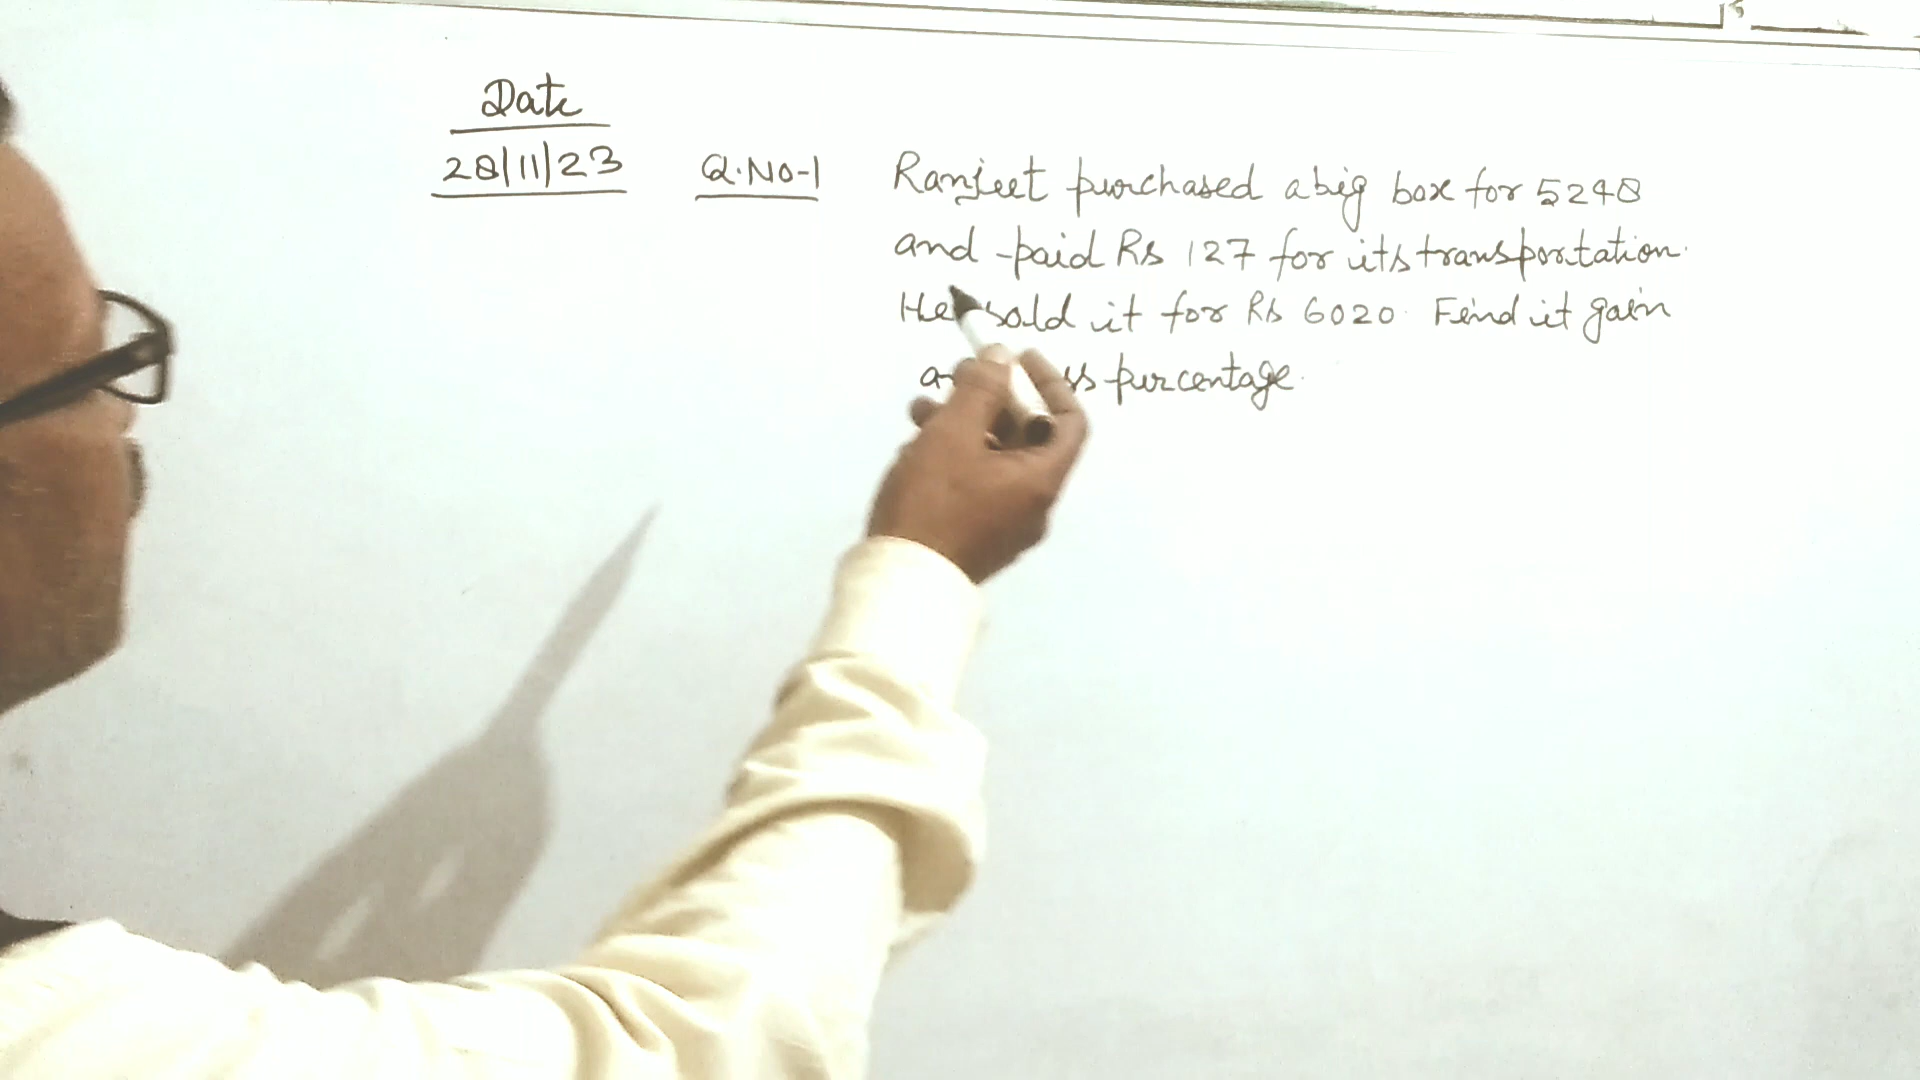 Date
28/11/23
Q.No-1
Ranjeet purchased a big box for 5248
and paid Rs 127 for its transportation.
He sold it for Rs 6020. Find it gain
percentage.